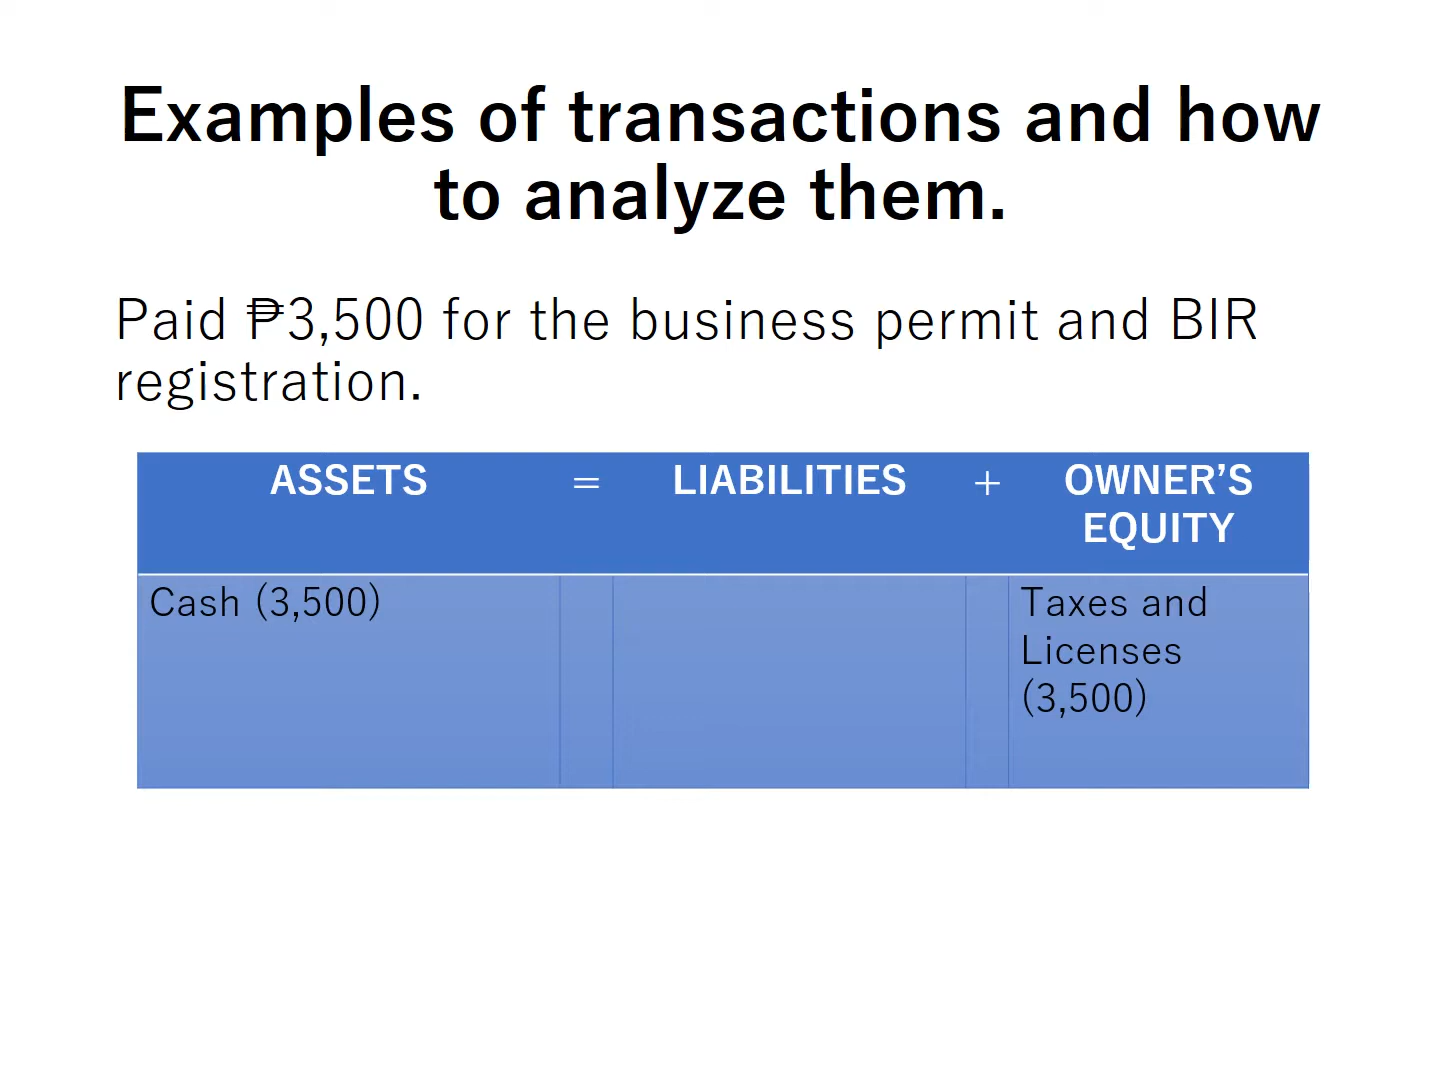 Examples of transactions and how
to analyze them.
Paid ₱3,500 for the business permit and BIR
registration.
ASSETS = LIABILITIES + OWNER’S
EQUITY
Cash (3,500) Taxes and
Licenses
(3,500)